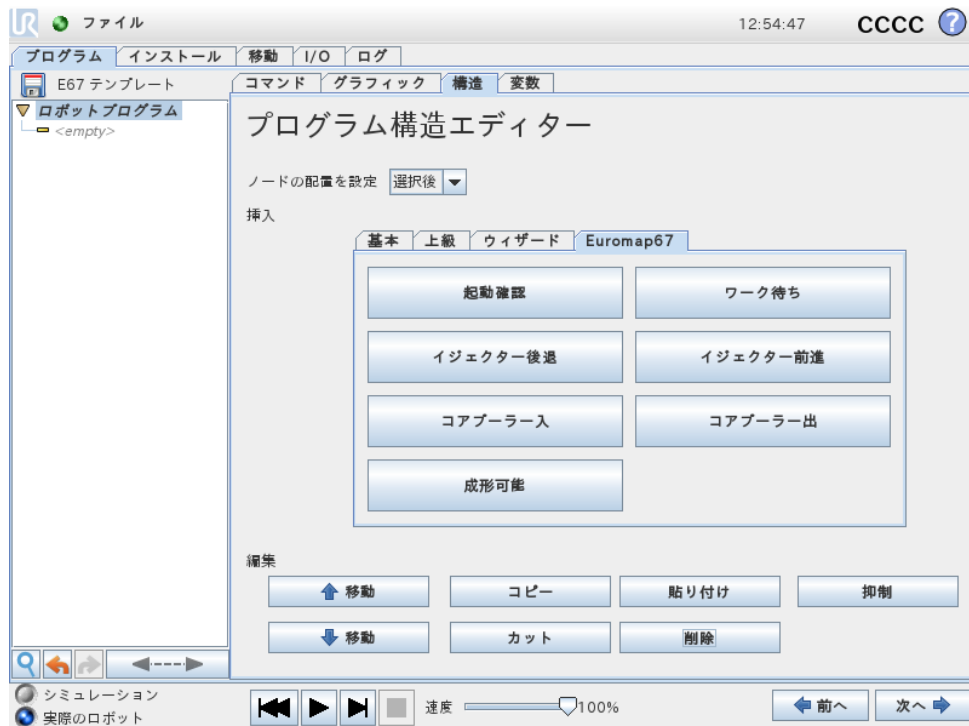 UR ファイル 12:54:47 CCCC ?
プログラム インストール 移動 I/O ログ
E67 テンプレート コマンド グラフィック 構造 変数
ロボットプログラム
<empty>
プログラム構造エディター
ノードの配置を設定 選択後
挿入
基本 上級 ウィザード Euromap67
起動確認 ワーク待ち
イジェクター後退 イジェクター前進
コアプーラー入 コアプーラー出
成形可能
編集
移動 コピー 貼り付け 抑制
移動 カット 削除
シミュレーション
実際のロボット
速度 100% 前へ 次へ